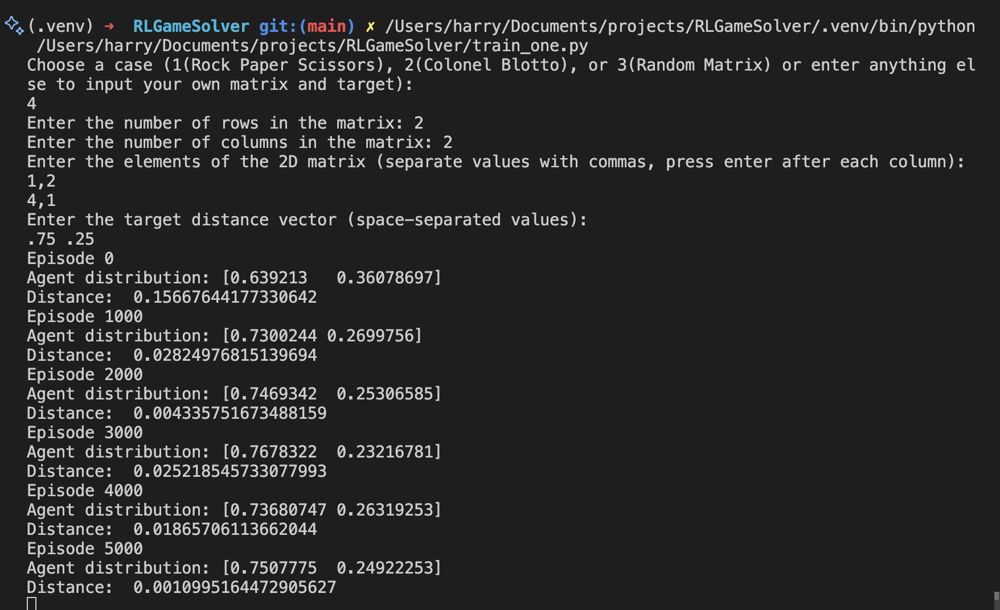 (.venv) ➜  RLGameSolver git:(main) ✗ /Users/harry/Documents/projects/RLGameSolver/.venv/bin/python
 /Users/harry/Documents/projects/RLGameSolver/train_one.py
Choose a case (1(Rock Paper Scissors), 2(Colonel Blotto), or 3(Random Matrix) or enter anything el
se to input your own matrix and target):
4
Enter the number of rows in the matrix: 2
Enter the number of columns in the matrix: 2
Enter the elements of the 2D matrix (separate values with commas, press enter after each column):
1,2
4,1
Enter the target distance vector (space-separated values):
.75 .25
Episode 0
Agent distribution: [0.639213   0.36078697]
Distance:  0.15667644177330642
Episode 1000
Agent distribution: [0.7300244 0.2699756]
Distance:  0.02824976815139694
Episode 2000
Agent distribution: [0.7469342  0.25306585]
Distance:  0.004335751673488159
Episode 3000
Agent distribution: [0.7678322  0.23216781]
Distance:  0.025218545733077993
Episode 4000
Agent distribution: [0.73680747 0.26319253]
Distance:  0.01865706113662044
Episode 5000
Agent distribution: [0.7507775  0.24922253]
Distance:  0.0010995164472905627